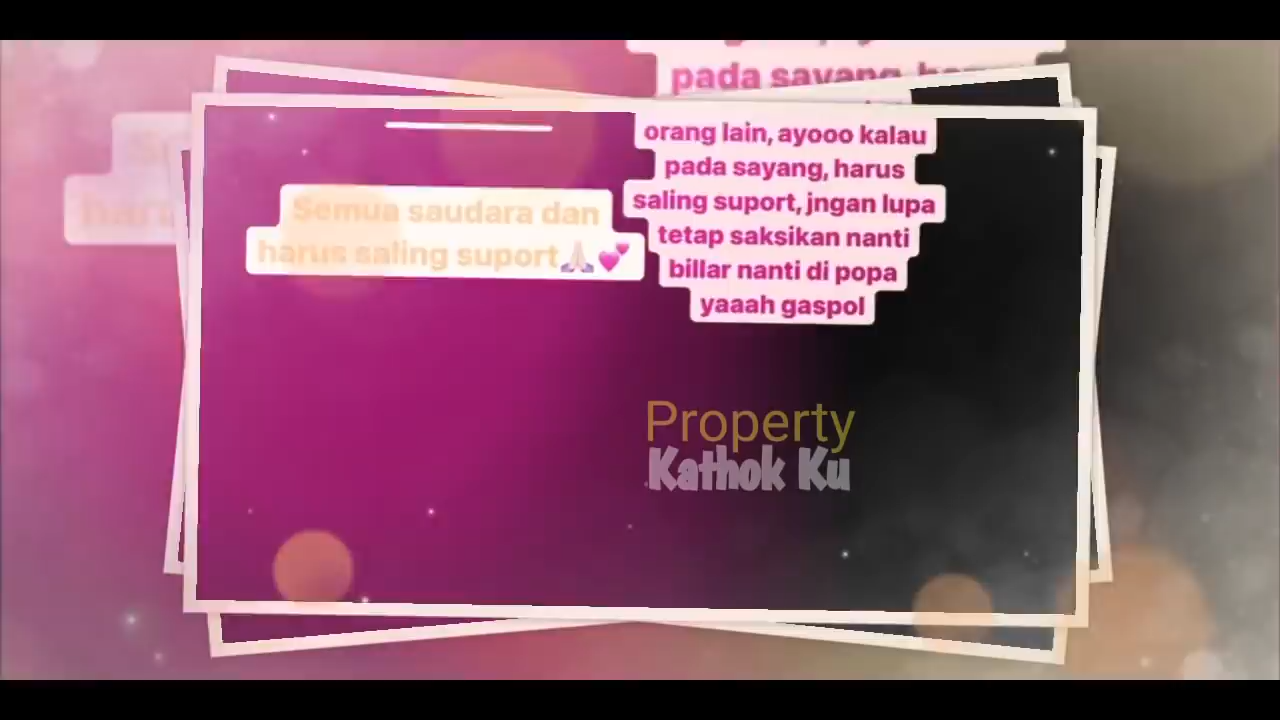 pada sayang, harus
Semua saudara dan
harus saling suport🙏💕
orang lain, ayooo kalau
pada sayang, harus
saling suport, jngan lupa
tetap saksikan nanti
billar nanti di popa
yaaah gaspol
Property
Kathok Ku